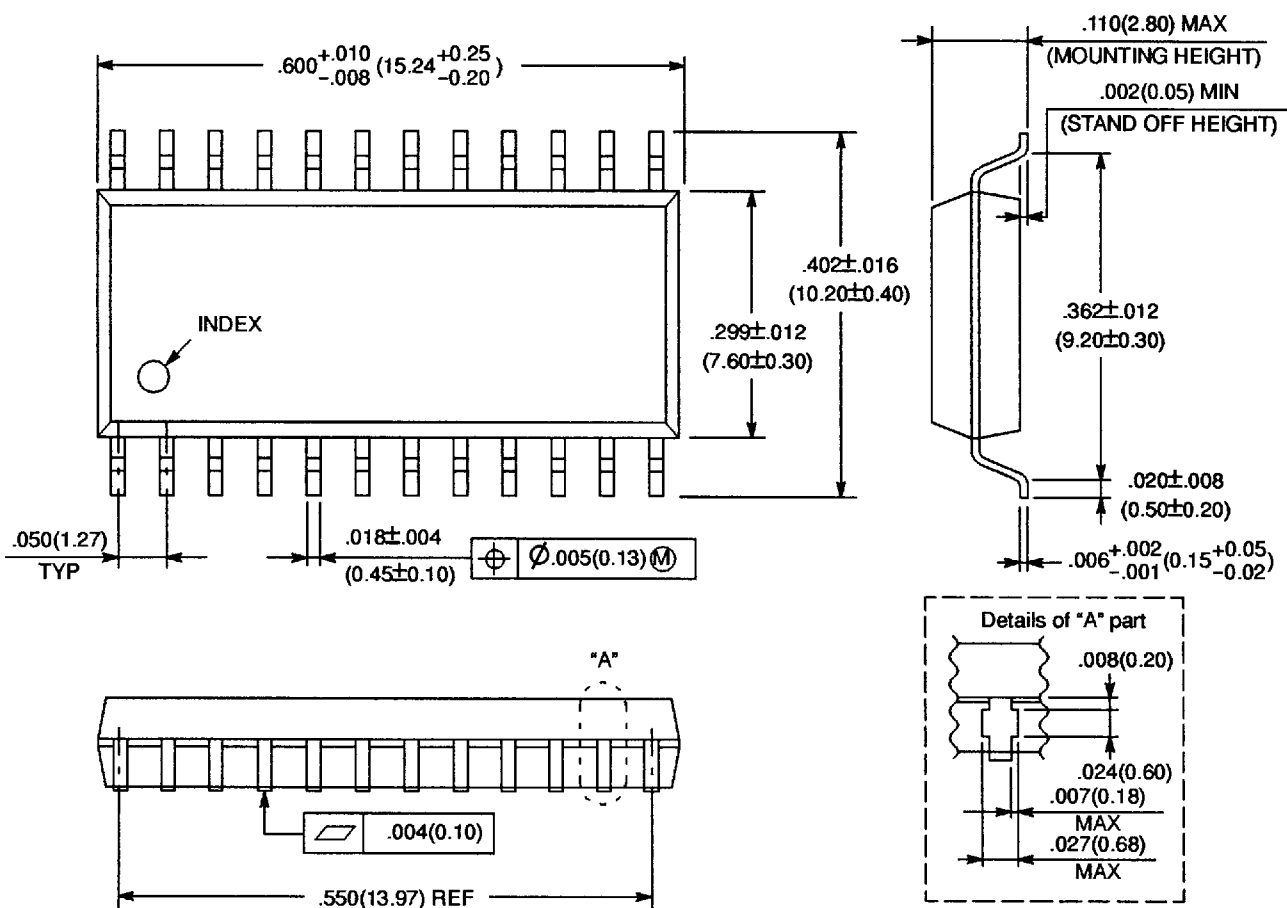 .600 +.010 -.008 (15.24 +0.25 -0.20 )
.110(2.80) MAX
(MOUNTING HEIGHT)
.002(0.05) MIN
(STAND OFF HEIGHT)
INDEX
.299±.012
(7.60±0.30)
.402±.016
(10.20±0.40)
.362±.012
(9.20±0.30)
.020±.008
(0.50±0.20)
.050(1.27)
TYP
.018±.004
(0.45±0.10)
⌖ Ø.005(0.13) Ⓜ
.006 +.002 -.001 (0.15 +0.05 -0.02 )
"A"
.004(0.10)
.550(13.97) REF
Details of "A" part
.008(0.20)
.024(0.60)
.007(0.18)
MAX
.027(0.68)
MAX